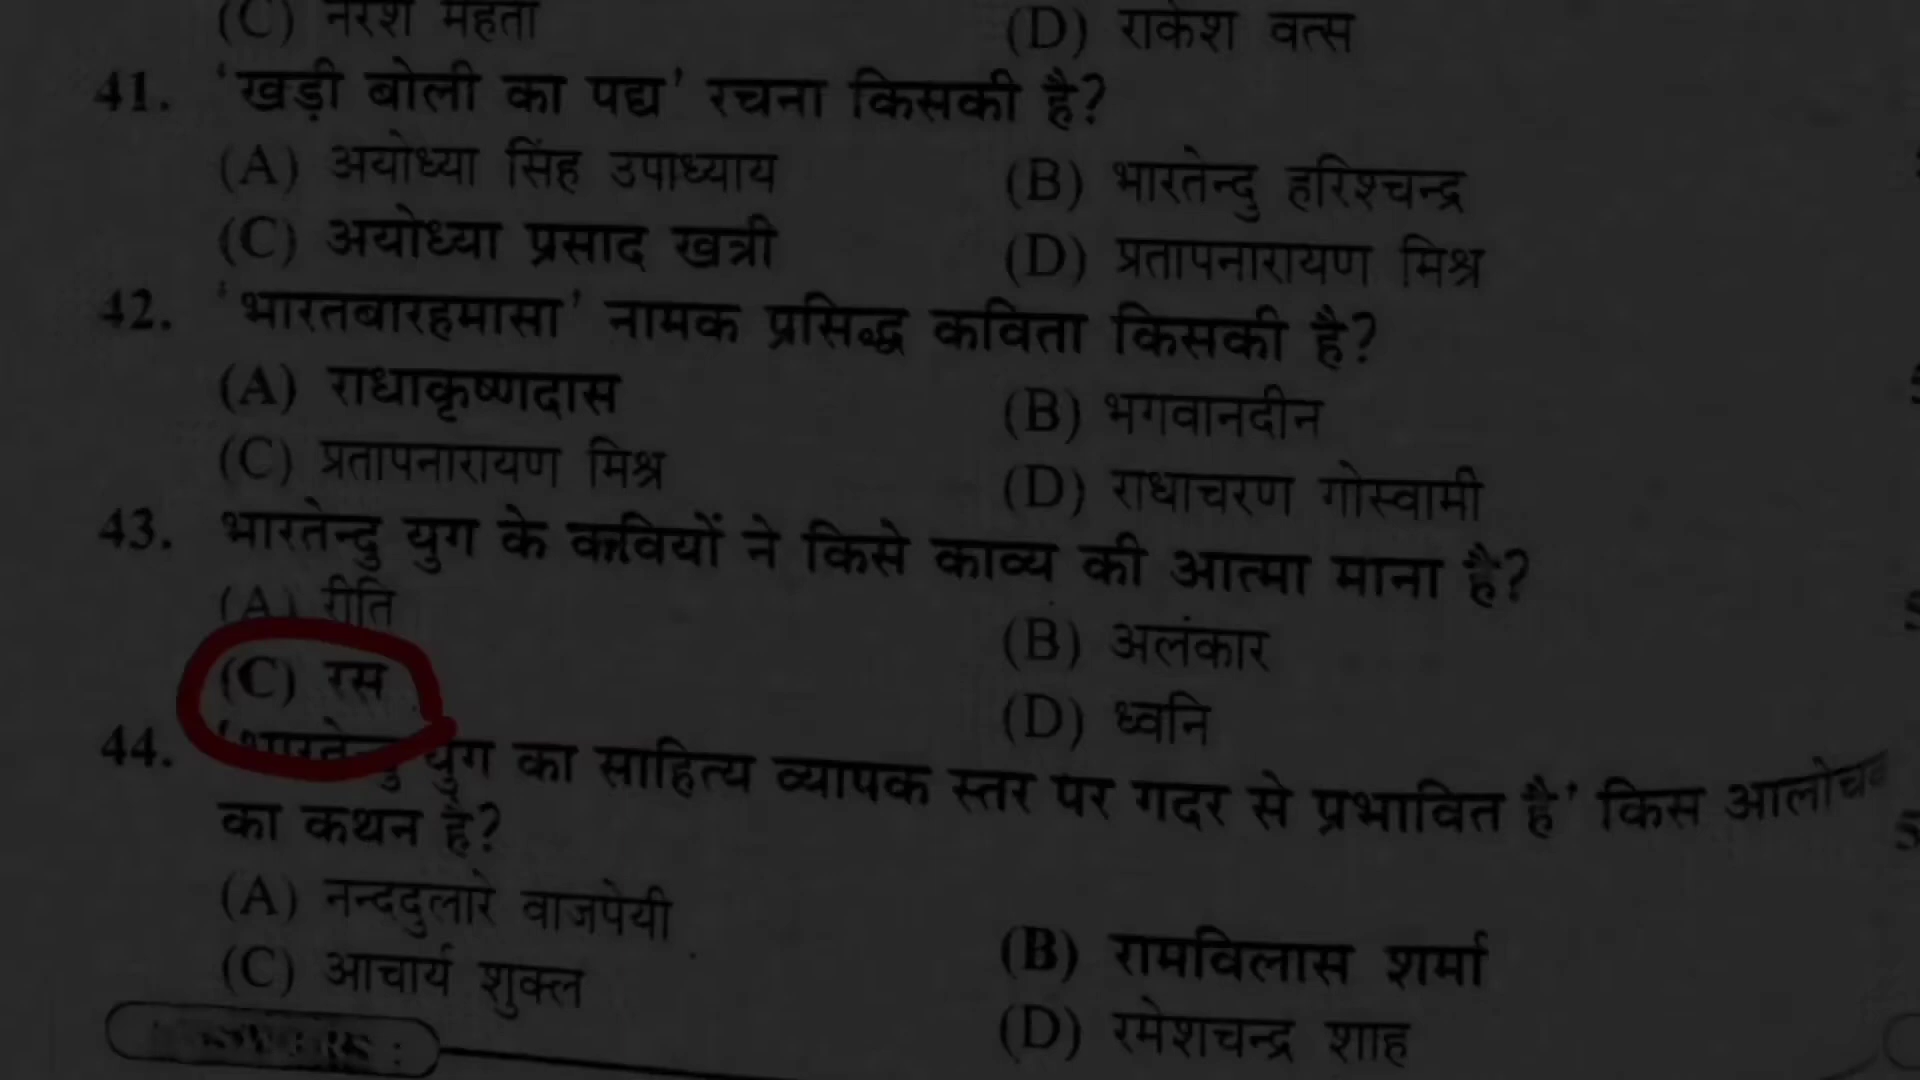 (C) नरेश मेहता (D) राकेश वत्स
41. 'खड़ी बोली का पद्य' रचना किसकी है?
(A) अयोध्या सिंह उपाध्याय (B) भारतेन्दु हरिश्चन्द्र
(C) अयोध्या प्रसाद खत्री (D) प्रतापनारायण मिश्र
42. 'भारतबारहमासा' नामक प्रसिद्ध कविता किसकी है?
(A) राधाकृष्णदास (B) भगवानदीन
(C) प्रतापनारायण मिश्र (D) राधाचरण गोस्वामी
43. भारतेन्दु युग के कवियों ने किसे काव्य की आत्मा माना है?
(A) रीति (B) अलंकार
(C) रस (D) ध्वनि
44. 'भारतेन्दु युग का साहित्य व्यापक स्तर पर गदर से प्रभावित है' किस
का कथन है?
(A) नन्ददुलारे वाजपेयी (B) रामविलास शर्मा
(C) आचार्य शुक्ल (D) रमेशचन्द्र शाह